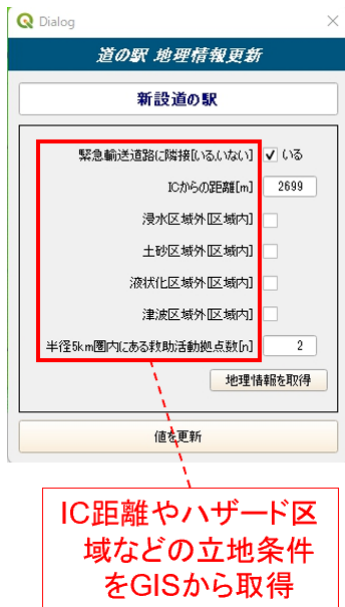 Dialog
道の駅 地理情報更新
新設道の駅
緊急輸送道路に隣接[いる,いない] いる
ICからの距離[m] 2699
浸水区域外[区域内]
土砂区域外[区域内]
液状化区域外[区域内]
津波区域外[区域内]
半径5km圏内にある救助活動拠点数[n] 2
地理情報を取得
値を更新
IC距離やハザード区
域などの立地条件
をGISから取得